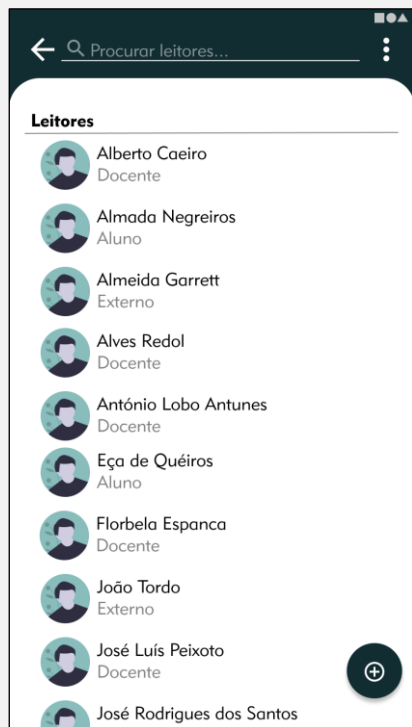 Procurar leitores...
Leitores
Alberto Caeiro
Docente
Almada Negreiros
Aluno
Almeida Garrett
Externo
Alves Redol
Docente
António Lobo Antunes
Docente
Eça de Quéiros
Aluno
Florbela Espanca
Docente
João Tordo
Externo
José Luís Peixoto
Docente
José Rodrigues dos Santos